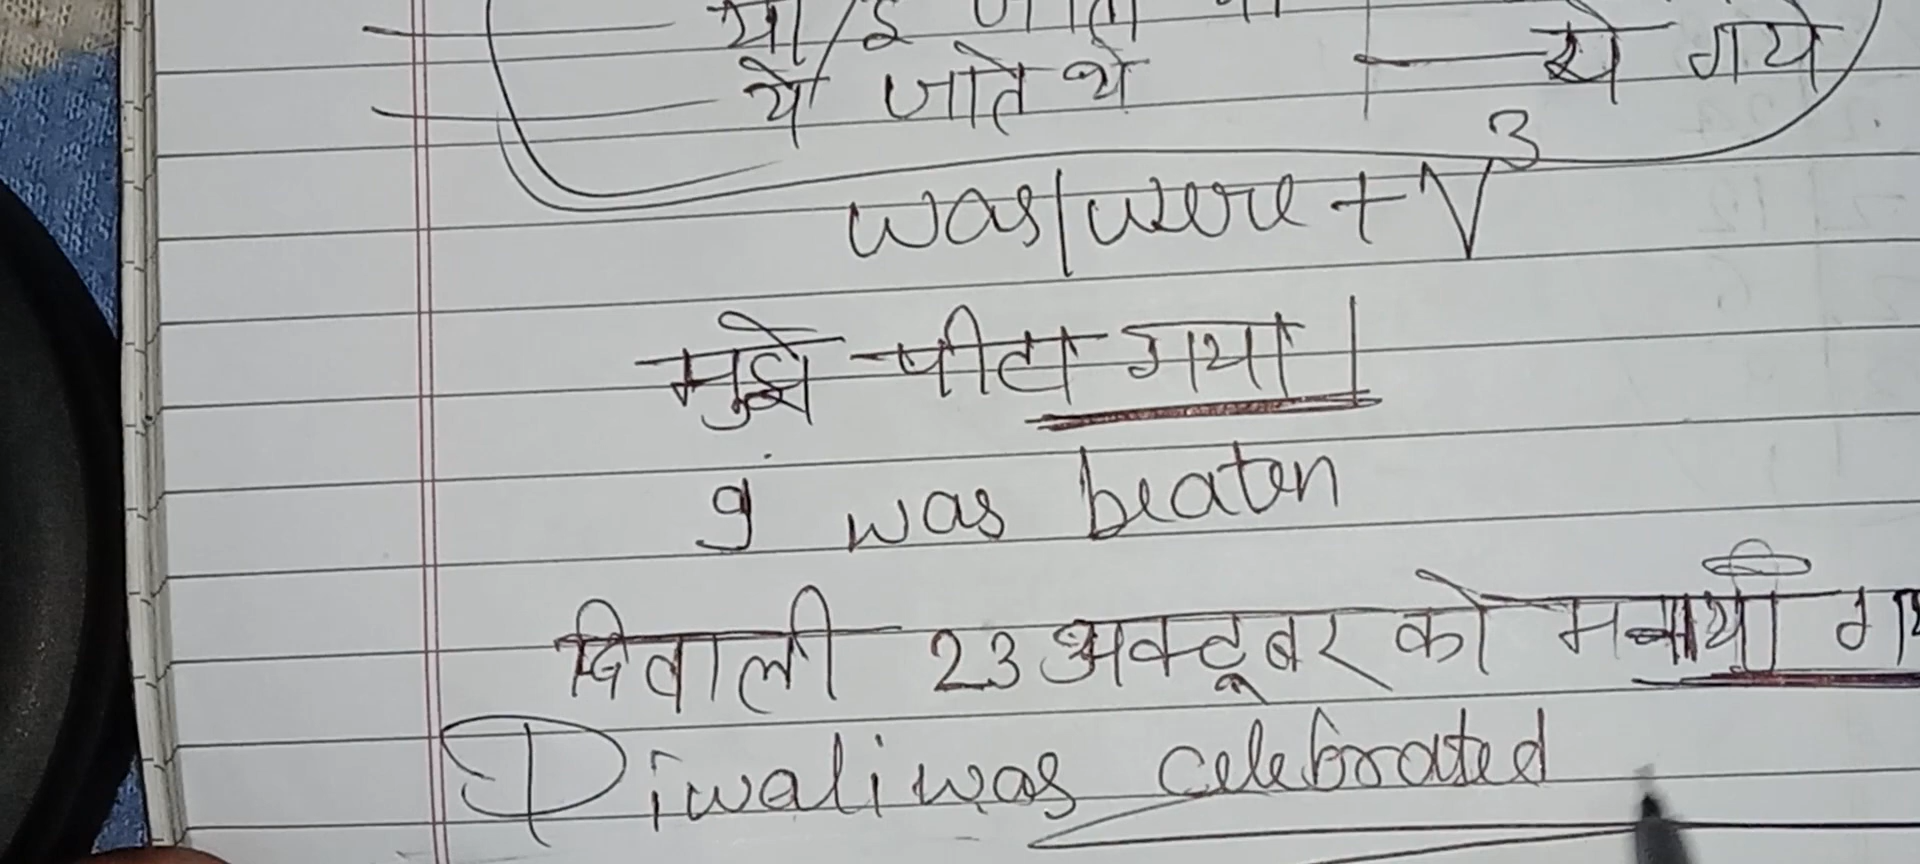 या/ई जाता था
ये जाते थे ये गये
was/were + V3
मुझे पीटा गया।
I was beaten
दिवाली 23 अक्टूबर को मनायी
Diwali was celebrated